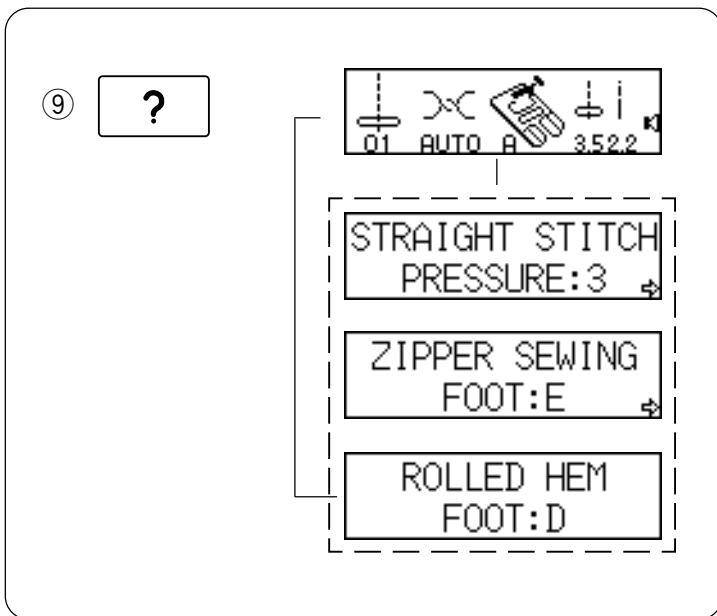 ⑨ ?
01 AUTO A 3.5 2.2
STRAIGHT STITCH
PRESSURE:3
ZIPPER SEWING
FOOT:E
ROLLED HEM
FOOT:D